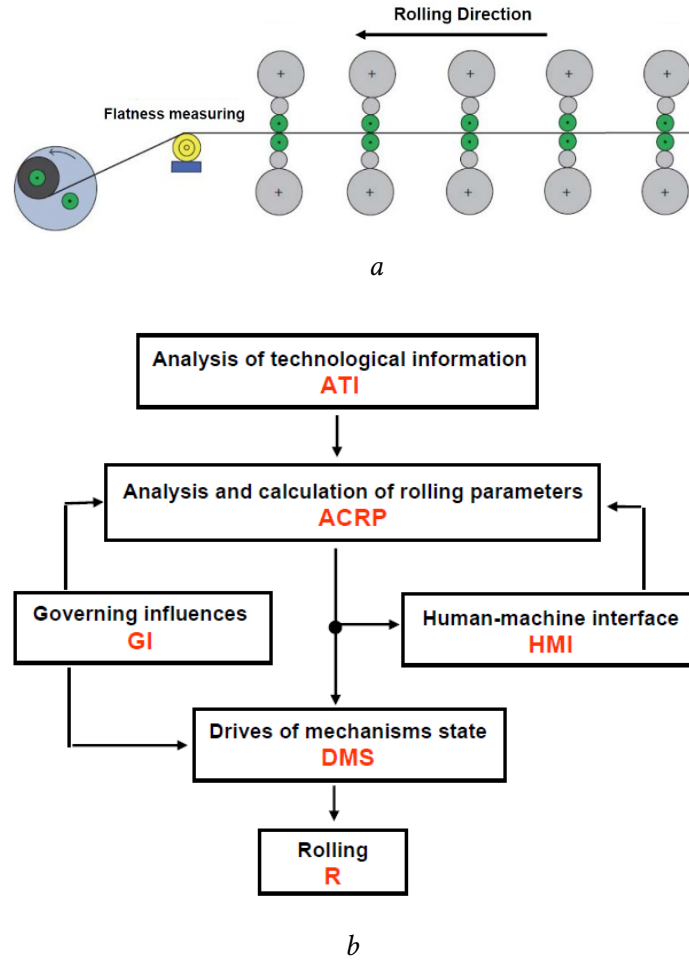 Rolling Direction
Flatness measuring
a
Analysis of technological information
ATI
Analysis and calculation of rolling parameters
ACRP
Governing influences
GI
Human-machine interface
HMI
Drives of mechanisms state
DMS
Rolling
R
b